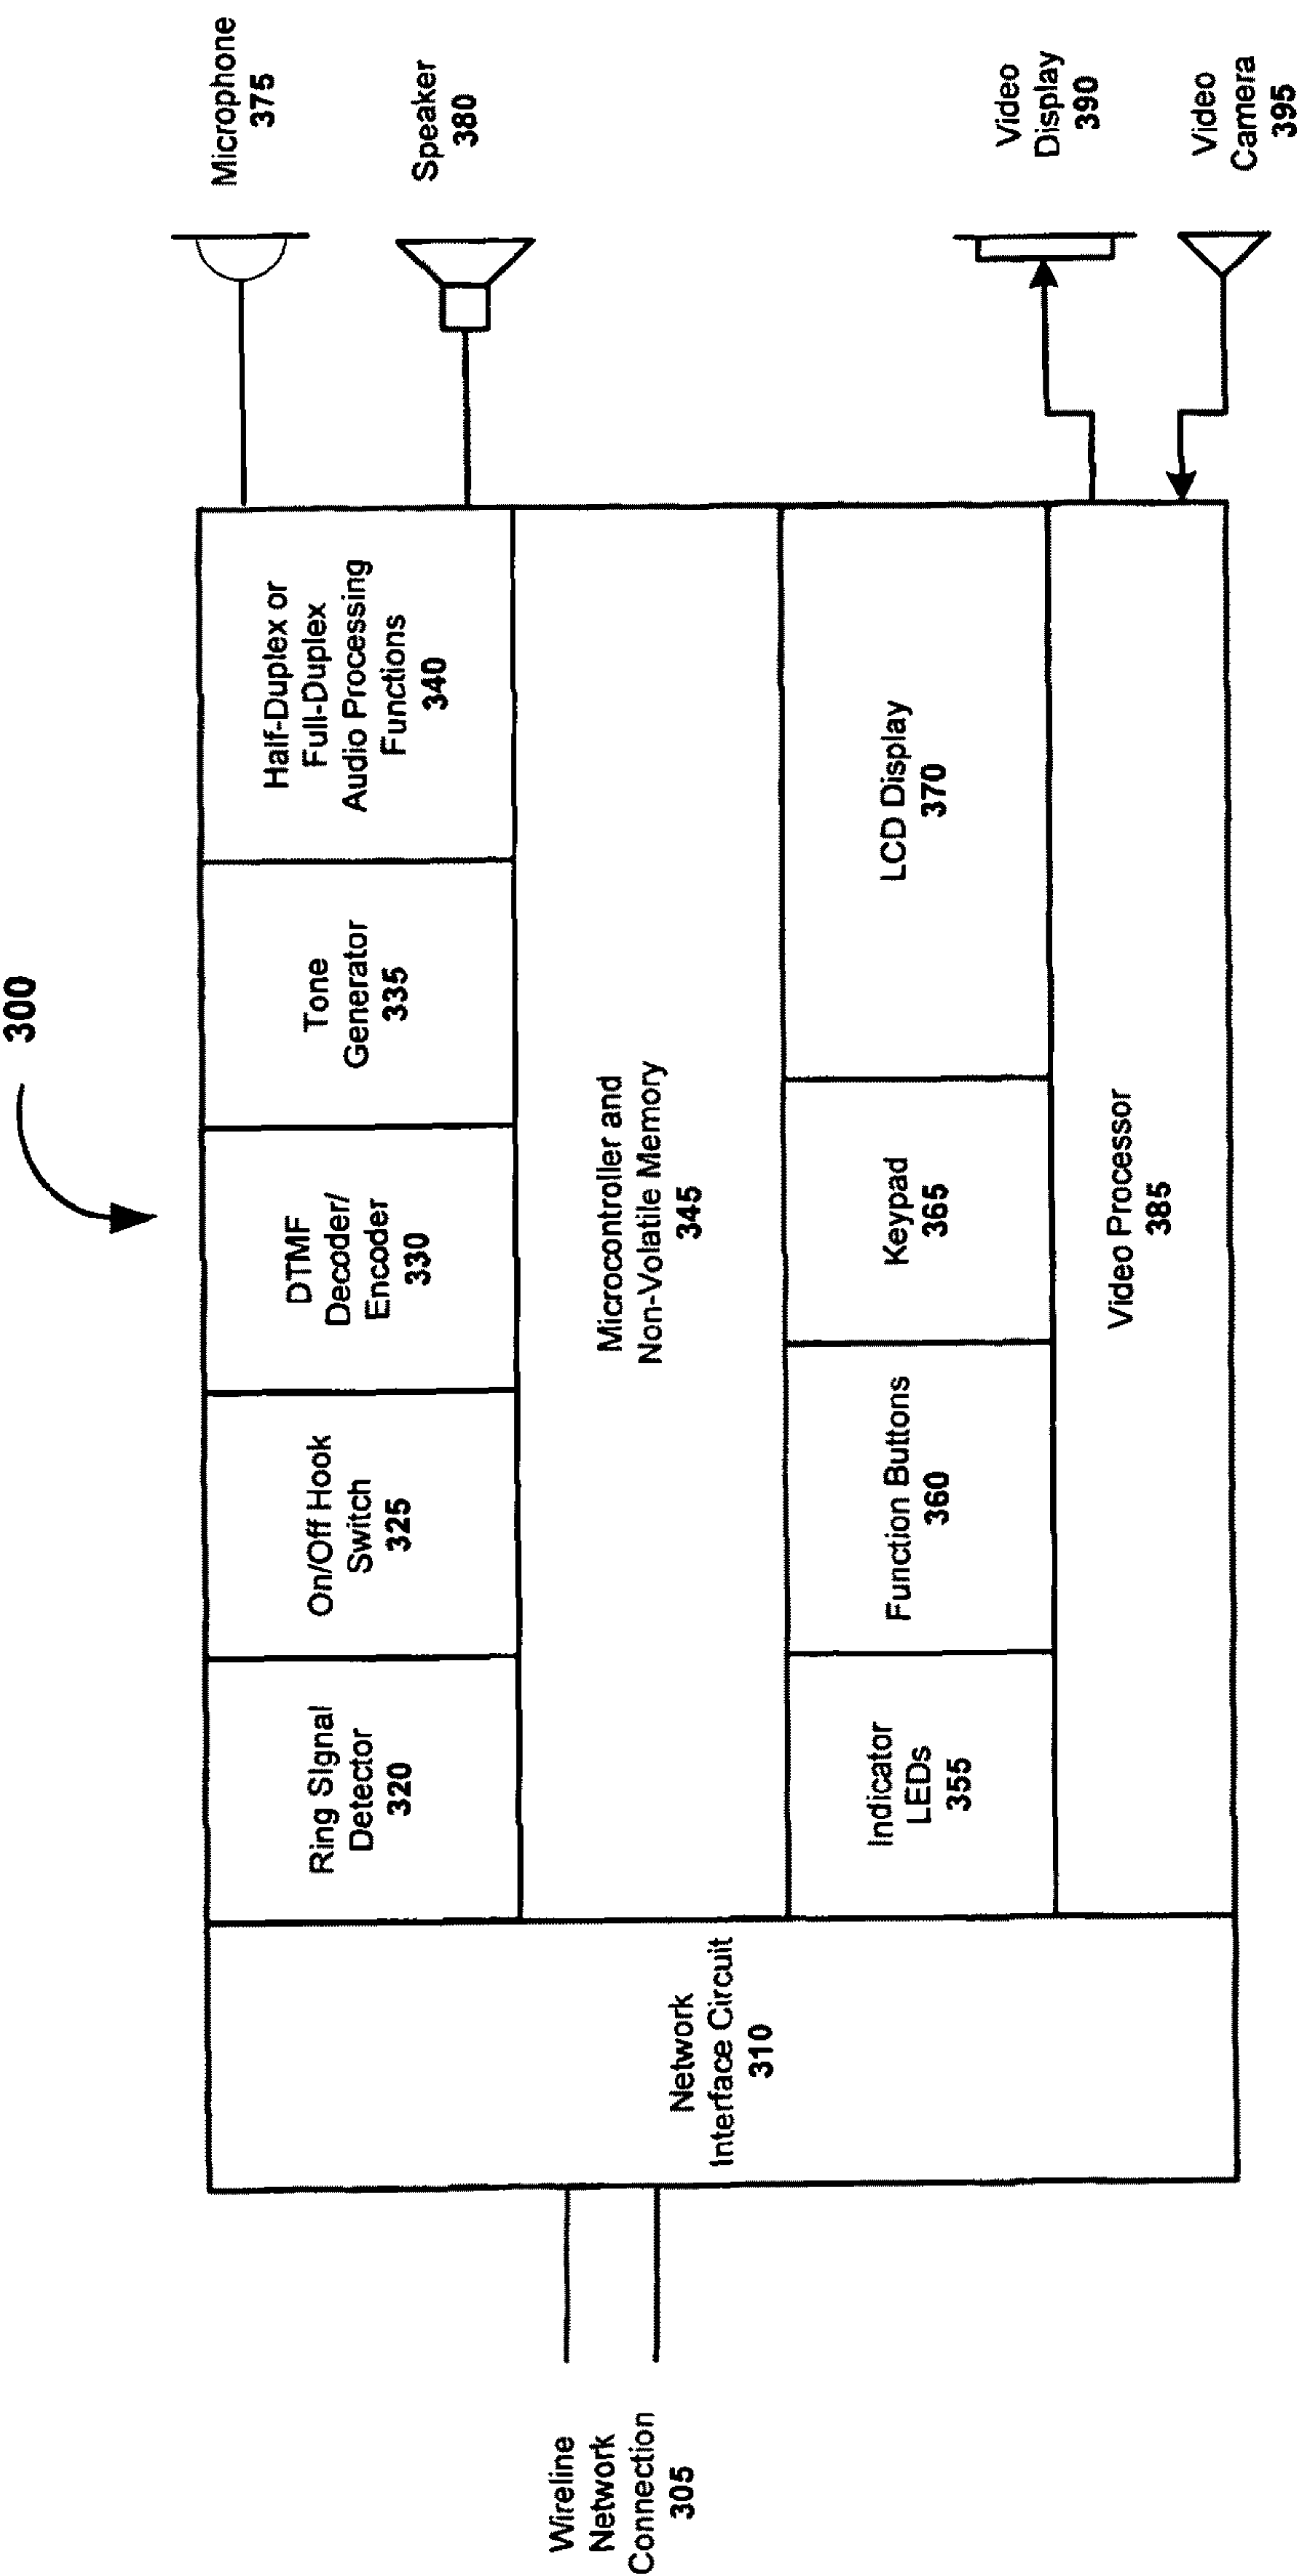 300
Microphone
375
Speaker
380
Ring SIgnal
Detector
320
On/Off Hook
Switch
325
DTMF
Decoder/
Encoder
330
Tone
Generator
335
Half-Duplex or
Full-Duplex
Audio Processing
Functions
340
Wireline
Network
Connection
305
Network
Interface Circuit
310
Microcontroller and
Non-Volatile Memory
345
Indicator
LEDs
355
Function Buttons
360
Keypad
365
LCD Display
370
Video
Display
390
Video Processor
385
Video
Camera
395